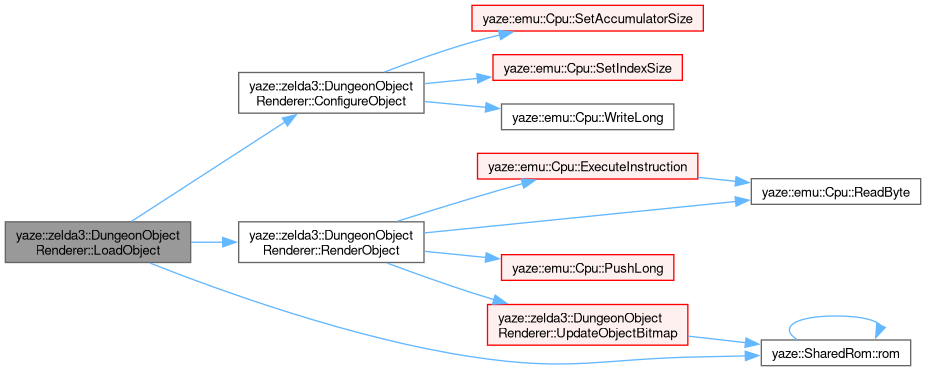 yaze::emu::Cpu::SetAccumulatorSize
yaze::zelda3::DungeonObject
Renderer::ConfigureObject
yaze::emu::Cpu::SetIndexSize
yaze::emu::Cpu::WriteLong
yaze::emu::Cpu::ExecuteInstruction
yaze::emu::Cpu::ReadByte
yaze::zelda3::DungeonObject
Renderer::LoadObject
yaze::zelda3::DungeonObject
Renderer::RenderObject
yaze::emu::Cpu::PushLong
yaze::zelda3::DungeonObject
Renderer::UpdateObjectBitmap
yaze::SharedRom::rom